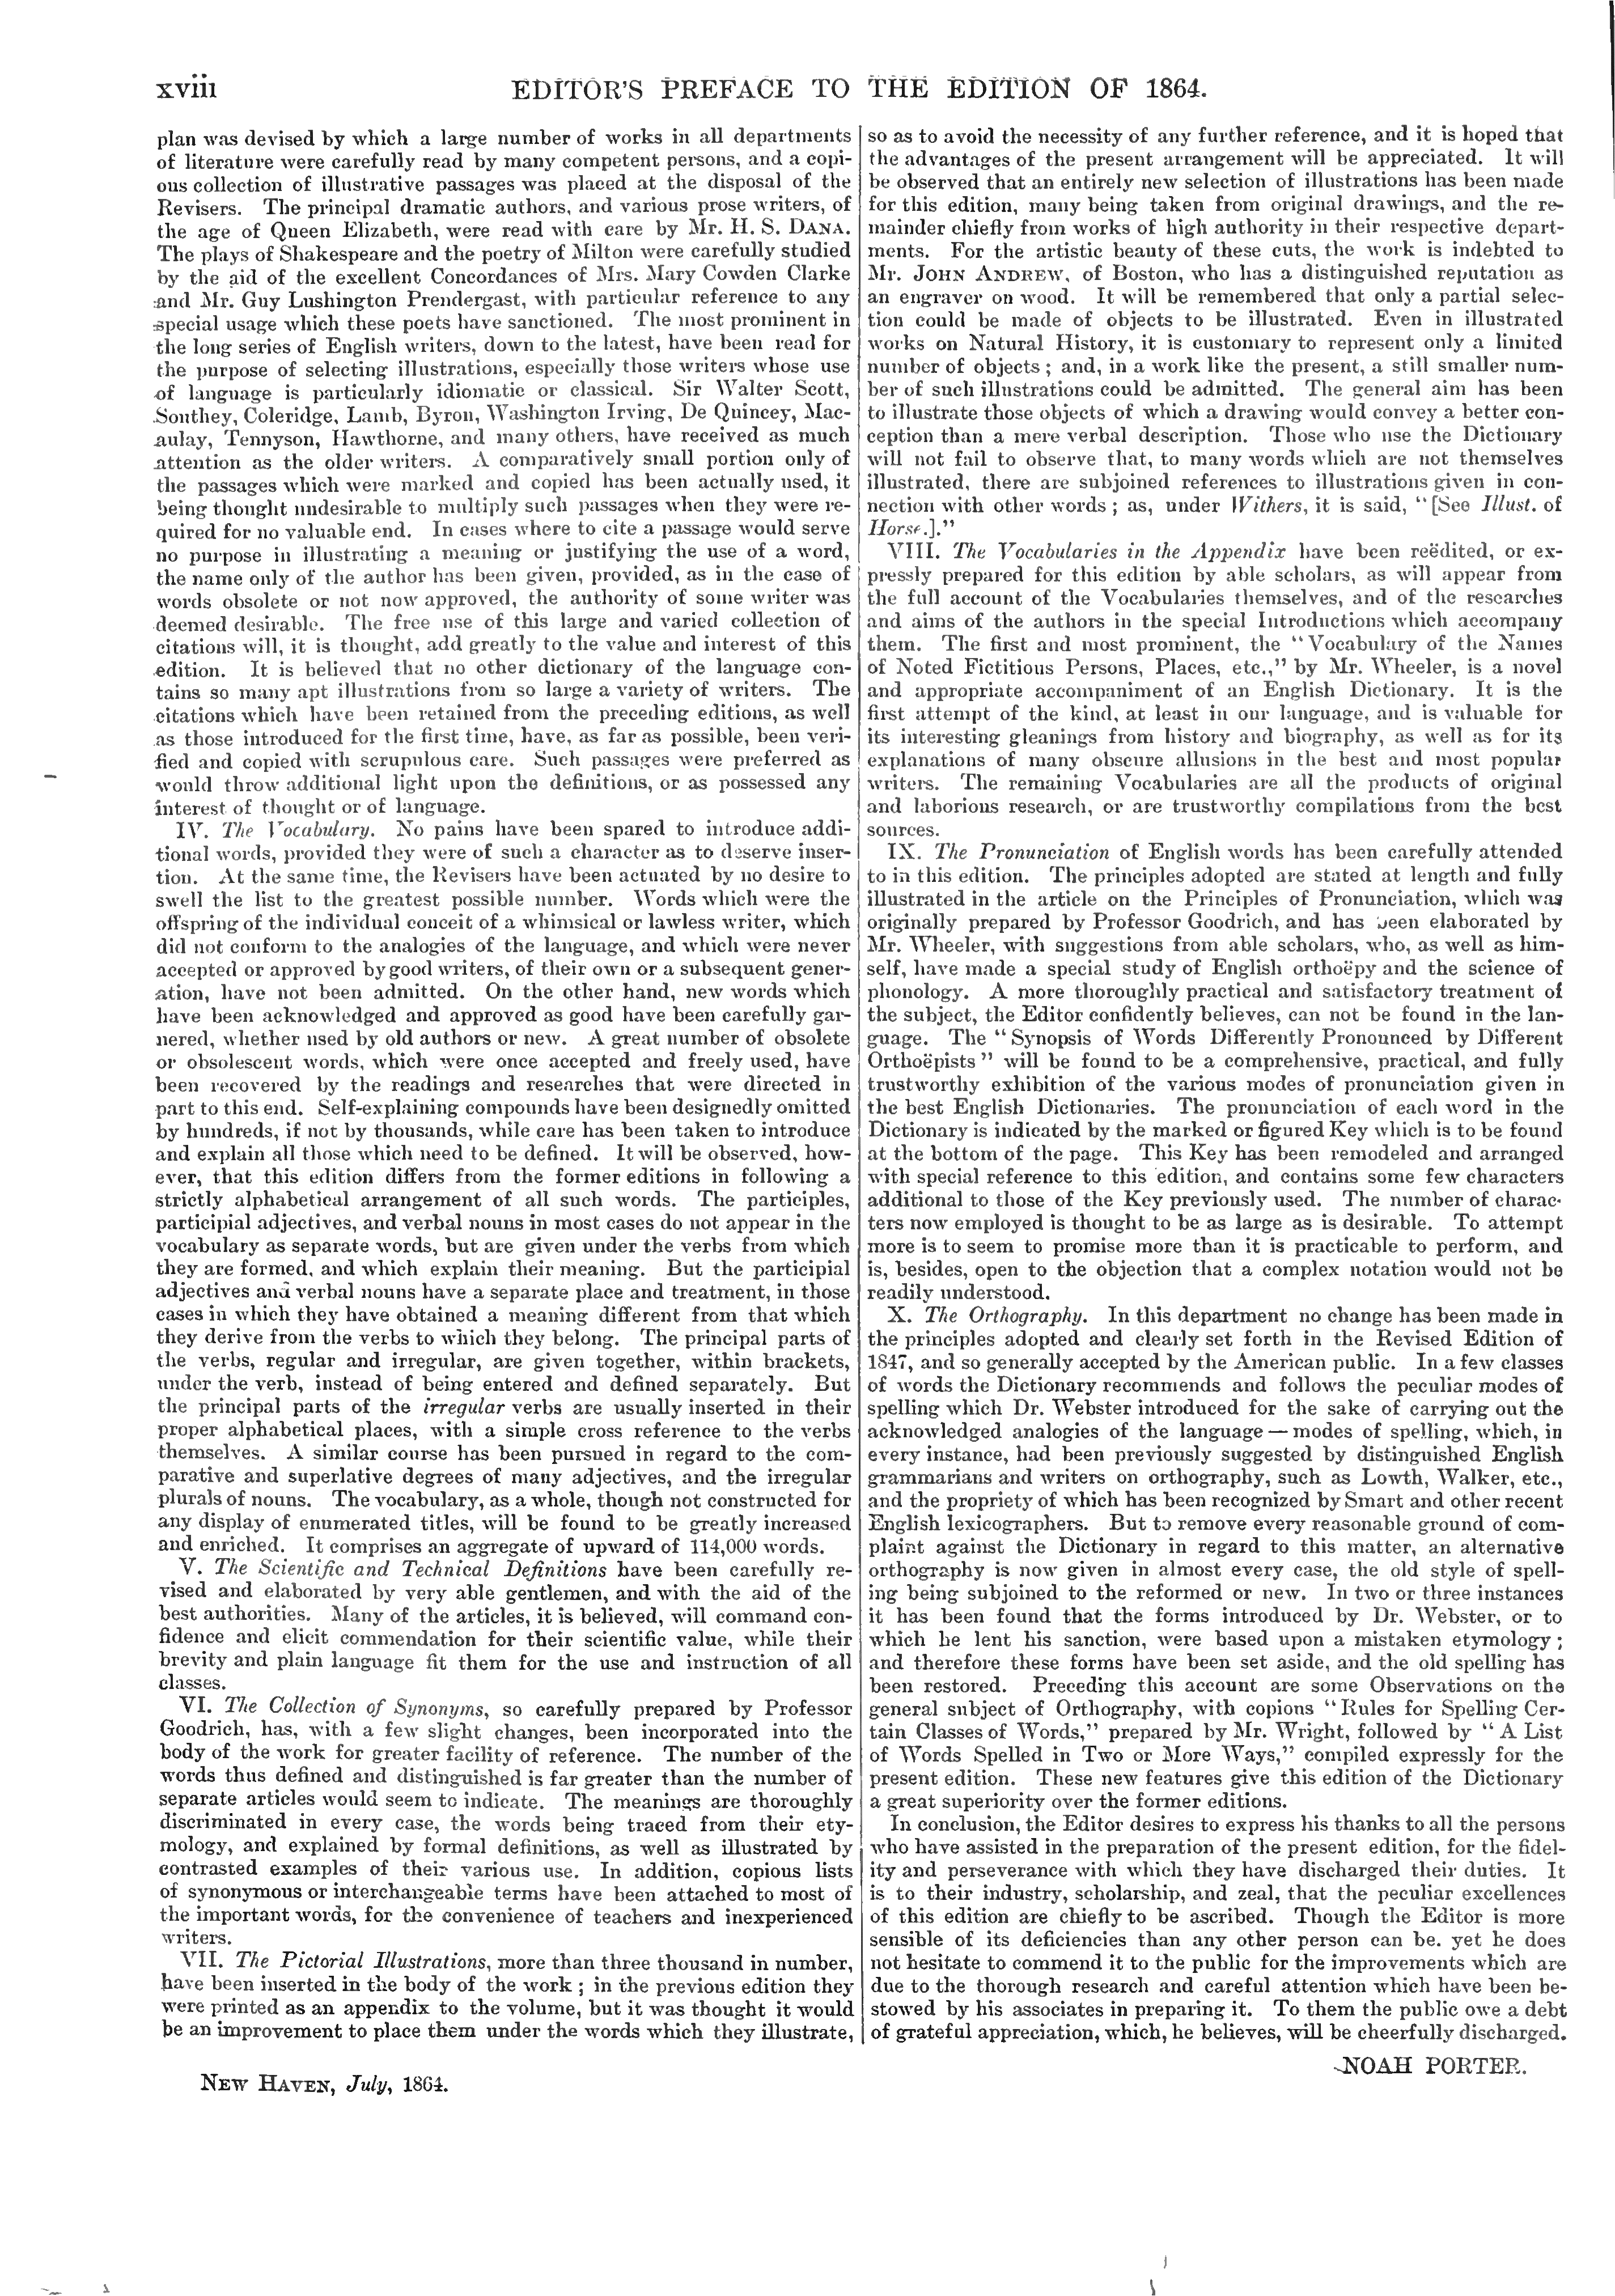 xviii
EDITOR'S PREFACE TO THE EDITION OF 1864.
plan was devised by which a large number of works in all departments
of literature were carefully read by many competent persons, and a copi-
ous collection of illustrative passages was placed at the disposal of the
Revisers. The principal dramatic authors, and various prose writers, of
the age of Queen Elizabeth, were read with care by Mr. H. S. DANA.
The plays of Shakespeare and the poetry of Milton were carefully studied
by the aid of the excellent Concordances of Mrs. Mary Cowden Clarke
and Mr. Guy Lushington Prendergast, with particular reference to any
special usage which these poets have sanctioned. The most prominent in
the long series of English writers, down to the latest, have been read for
the purpose of selecting illustrations, especially those writers whose use
of language is particularly idiomatic or classical. Sir Walter Scott,
Southey, Coleridge, Lamb, Byron, Washington Irving, De Quincey, Mac-
aulay, Tennyson, Hawthorne, and many others, have received as much
attention as the older writers. A comparatively small portion only of
the passages which were marked and copied has been actually used, it
being thought undesirable to multiply such passages when they were re-
quired for no valuable end. In cases where to cite a passage would serve
no purpose in illustrating a meaning or justifying the use of a word,
the name only of the author has been given, provided, as in the case of
words obsolete or not now approved, the authority of some writer was
deemed desirable. The free use of this large and varied collection of
citations will, it is thought, add greatly to the value and interest of this
edition. It is believed that no other dictionary of the language con-
tains so many apt illustrations from so large a variety of writers. The
citations which have been retained from the preceding editions, as well
as those introduced for the first time, have, as far as possible, been veri-
fied and copied with scrupulous care. Such passages were preferred as
would throw additional light upon the definitions, or as possessed any
interest of thought or of language.
IV. The Vocabulary. No pains have been spared to introduce addi-
tional words, provided they were of such a character as to deserve inser-
tion. At the same time, the Revisers have been actuated by no desire to
swell the list to the greatest possible number. Words which were the
offspring of the individual conceit of a whimsical or lawless writer, which
did not conform to the analogies of the language, and which were never
accepted or approved by good writers, of their own or a subsequent gener-
ation, have not been admitted. On the other hand, new words which
have been acknowledged and approved as good have been carefully gar-
nered, whether used by old authors or new. A great number of obsolete
or obsolescent words, which were once accepted and freely used, have
been recovered by the readings and researches that were directed in
part to this end. Self-explaining compounds have been designedly omitted
by hundreds, if not by thousands, while care has been taken to introduce
and explain all those which need to be defined. It will be observed, how-
ever, that this edition differs from the former editions in following a
strictly alphabetical arrangement of all such words. The participles,
participial adjectives, and verbal nouns in most cases do not appear in the
vocabulary as separate words, but are given under the verbs from which
they are formed, and which explain their meaning. But the participial
adjectives and verbal nouns have a separate place and treatment, in those
cases in which they have obtained a meaning different from that which
they derive from the verbs to which they belong. The principal parts of
the verbs, regular and irregular, are given together, within brackets,
under the verb, instead of being entered and defined separately. But
the principal parts of the irregular verbs are usually inserted in their
proper alphabetical places, with a simple cross reference to the verbs
themselves. A similar course has been pursued in regard to the com-
parative and superlative degrees of many adjectives, and the irregular
plurals of nouns. The vocabulary, as a whole, though not constructed for
any display of enumerated titles, will be found to be greatly increased
and enriched. It comprises an aggregate of upward of 114,000 words.
V. The Scientific and Technical Definitions have been carefully re-
vised and elaborated by very able gentlemen, and with the aid of the
best authorities. Many of the articles, it is believed, will command con-
fidence and elicit commendation for their scientific value, while their
brevity and plain language fit them for the use and instruction of all
classes.
VI. The Collection of Synonyms, so carefully prepared by Professor
Goodrich, has, with a few slight changes, been incorporated into the
body of the work for greater facility of reference. The number of the
words thus defined and distinguished is far greater than the number of
separate articles would seem to indicate. The meanings are thoroughly
discriminated in every case, the words being traced from their ety-
mology, and explained by formal definitions, as well as illustrated by
contrasted examples of their various use. In addition, copious lists
of synonymous or interchangeable terms have been attached to most of
the important words, for the convenience of teachers and inexperienced
writers.
VII. The Pictorial Illustrations, more than three thousand in number,
have been inserted in the body of the work; in the previous edition they
were printed as an appendix to the volume, but it was thought it would
be an improvement to place them under the words which they illustrate,
so as to avoid the necessity of any further reference, and it is hoped that
the advantages of the present arrangement will be appreciated. It will
be observed that an entirely new selection of illustrations has been made
for this edition, many being taken from original drawings, and the re-
mainder chiefly from works of high authority in their respective depart-
ments. For the artistic beauty of these cuts, the work is indebted to
Mr. JOHN ANDREW, of Boston, who has a distinguished reputation as
an engraver on wood. It will be remembered that only a partial selec-
tion could be made of objects to be illustrated. Even in illustrated
works on Natural History, it is customary to represent only a limited
number of objects; and, in a work like the present, a still smaller num-
ber of such illustrations could be admitted. The general aim has been
to illustrate those objects of which a drawing would convey a better con-
ception than a mere verbal description. Those who use the Dictionary
will not fail to observe that, to many words which are not themselves
illustrated, there are subjoined references to illustrations given in con-
nection with other words; as, under Withers, it is said, "[See Illust. of
Horse.]."
VIII. The Vocabularies in the Appendix have been reëdited, or ex-
pressly prepared for this edition by able scholars, as will appear from
the full account of the Vocabularies themselves, and of the researches
and aims of the authors in the special Introductions which accompany
them. The first and most prominent, the "Vocabulary of the Names
of Noted Fictitious Persons, Places, etc.," by Mr. Wheeler, is a novel
and appropriate accompaniment of an English Dictionary. It is the
first attempt of the kind, at least in our language, and is valuable for
its interesting gleanings from history and biography, as well as for its
explanations of many obscure allusions in the best and most popular
writers. The remaining Vocabularies are all the products of original
and laborious research, or are trustworthy compilations from the best
sources.
IX. The Pronunciation of English words has been carefully attended
to in this edition. The principles adopted are stated at length and fully
illustrated in the article on the Principles of Pronunciation, which was
originally prepared by Professor Goodrich, and has been elaborated by
Mr. Wheeler, with suggestions from able scholars, who, as well as him-
self, have made a special study of English orthoëpy and the science of
phonology. A more thoroughly practical and satisfactory treatment of
the subject, the Editor confidently believes, can not be found in the lan-
guage. The "Synopsis of Words Differently Pronounced by Different
Orthoëpists" will be found to be a comprehensive, practical, and fully
trustworthy exhibition of the various modes of pronunciation given in
the best English Dictionaries. The pronunciation of each word in the
Dictionary is indicated by the marked or figured Key which is to be found
at the bottom of the page. This Key has been remodeled and arranged
with special reference to this edition, and contains some few characters
additional to those of the Key previously used. The number of charac-
ters now employed is thought to be as large as is desirable. To attempt
more is to seem to promise more than it is practicable to perform, and
is, besides, open to the objection that a complex notation would not be
readily understood.
X. The Orthography. In this department no change has been made in
the principles adopted and clearly set forth in the Revised Edition of
1847, and so generally accepted by the American public. In a few classes
of words the Dictionary recommends and follows the peculiar modes of
spelling which Dr. Webster introduced for the sake of carrying out the
acknowledged analogies of the language — modes of spelling, which, in
every instance, had been previously suggested by distinguished English
grammarians and writers on orthography, such as Lowth, Walker, etc.,
and the propriety of which has been recognized by Smart and other recent
English lexicographers. But to remove every reasonable ground of com-
plaint against the Dictionary in regard to this matter, an alternative
orthography is now given in almost every case, the old style of spell-
ing being subjoined to the reformed or new. In two or three instances
it has been found that the forms introduced by Dr. Webster, or to
which he lent his sanction, were based upon a mistaken etymology;
and therefore these forms have been set aside, and the old spelling has
been restored. Preceding this account are some Observations on the
general subject of Orthography, with copious "Rules for Spelling Cer-
tain Classes of Words," prepared by Mr. Wright, followed by "A List
of Words Spelled in Two or More Ways," compiled expressly for the
present edition. These new features give this edition of the Dictionary
a great superiority over the former editions.
In conclusion, the Editor desires to express his thanks to all the persons
who have assisted in the preparation of the present edition, for the fidel-
ity and perseverance with which they have discharged their duties. It
is to their industry, scholarship, and zeal, that the peculiar excellences
of this edition are chiefly to be ascribed. Though the Editor is more
sensible of its deficiencies than any other person can be. yet he does
not hesitate to commend it to the public for the improvements which are
due to the thorough research and careful attention which have been be-
stowed by his associates in preparing it. To them the public owe a debt
of grateful appreciation, which, he believes, will be cheerfully discharged.
NOAH PORTER.
NEW HAVEN, July, 1864.